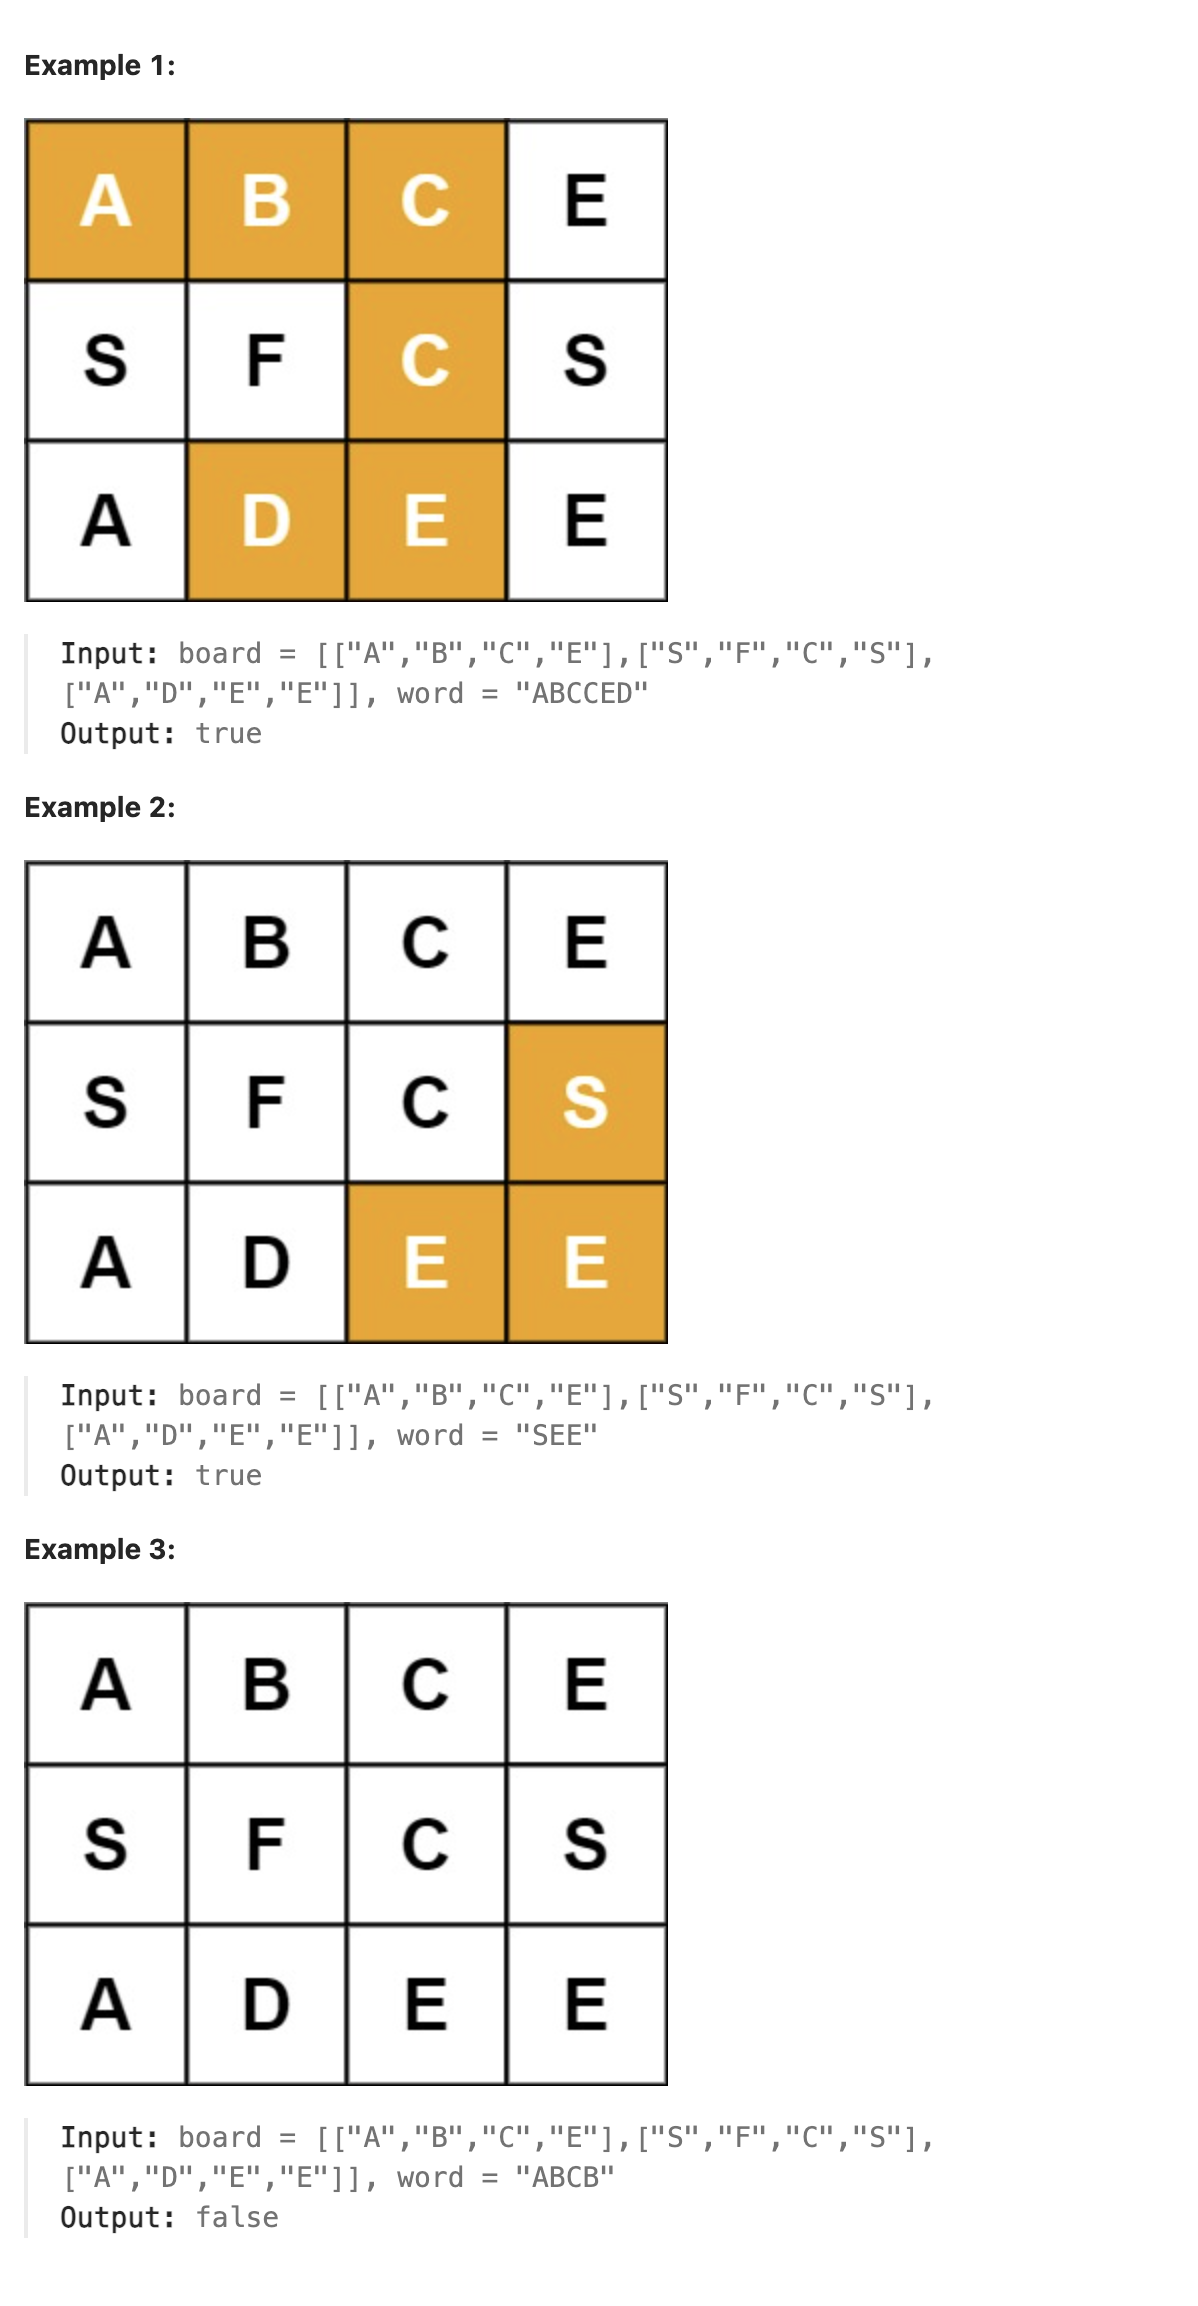 Example 1:
A B C E
S F C S
A D E E
Input: board = [["A","B","C","E"],["S","F","C","S"],
["A","D","E","E"]], word = "ABCCED"
Output: true
Example 2:
A B C E
S F C S
A D E E
Input: board = [["A","B","C","E"],["S","F","C","S"],
["A","D","E","E"]], word = "SEE"
Output: true
Example 3:
A B C E
S F C S
A D E E
Input: board = [["A","B","C","E"],["S","F","C","S"],
["A","D","E","E"]], word = "ABCB"
Output: false